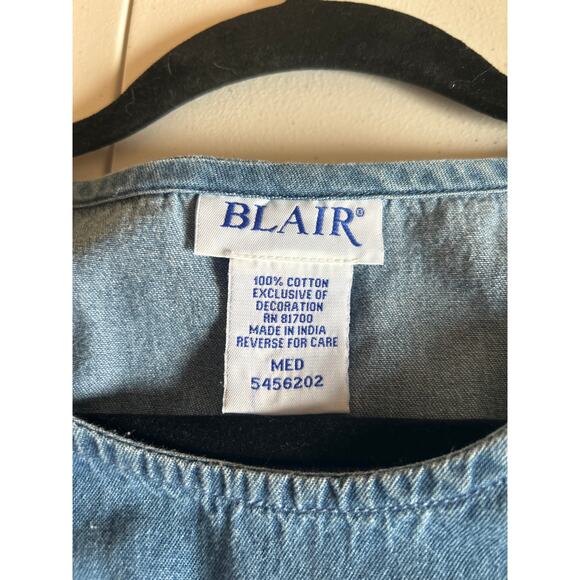 BLAIR®
100% COTTON
EXCLUSIVE OF
DECORATION
RN 81700
MADE IN INDIA
REVERSE FOR CARE
MED
5456202